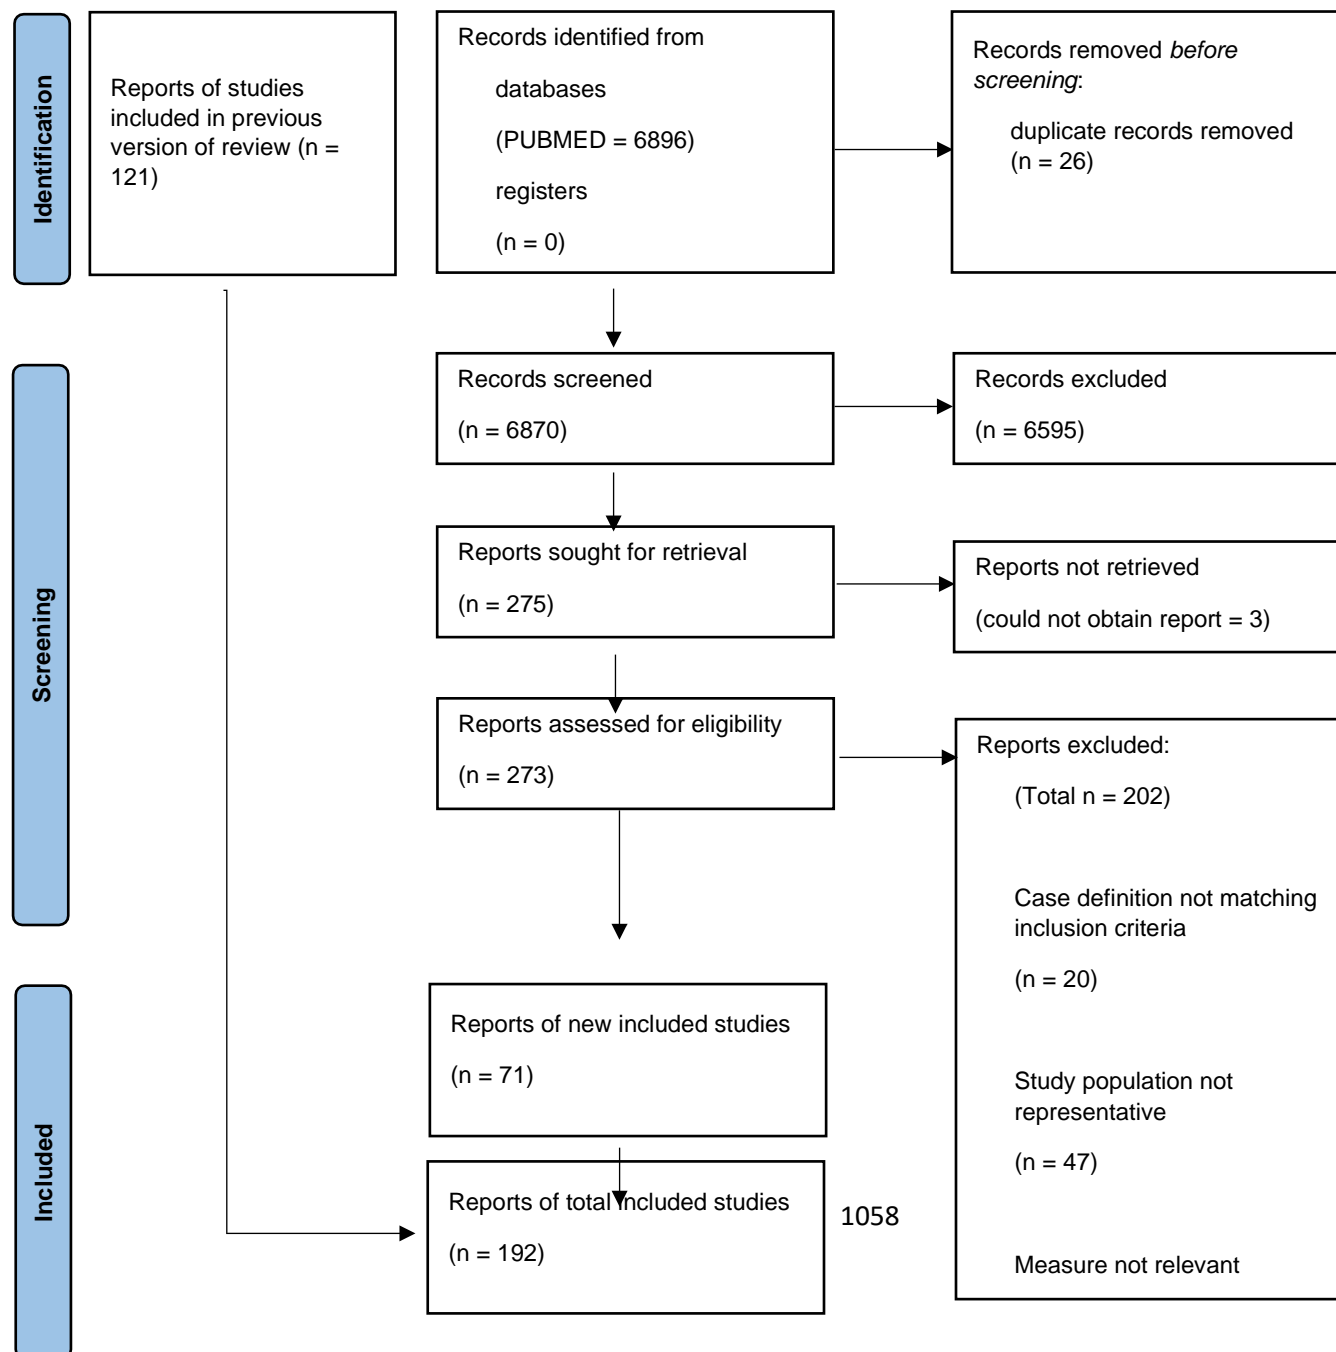 Identification
Reports of studies
included in previous
version of review (n =
121)
Records identified from
databases
(PUBMED = 6896)
registers
(n = 0)
Records removed before
screening:
duplicate records removed
(n = 26)
Screening
Records screened
(n = 6870)
Records excluded
(n = 6595)
Reports sought for retrieval
(n = 275)
Reports not retrieved
(could not obtain report = 3)
Reports assessed for eligibility
(n = 273)
Reports excluded:
(Total n = 202)
Case definition not matching
inclusion criteria
(n = 20)
Study population not
representative
(n = 47)
Measure not relevant
Included
Reports of new included studies
(n = 71)
Reports of total included studies
(n = 192)
1058